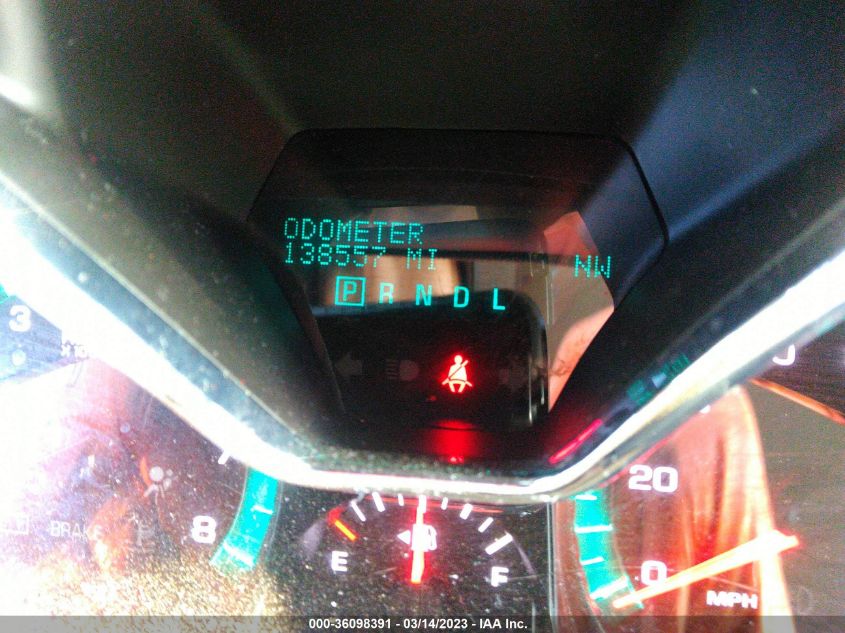 ODOMETER
138557 MI NW
P R N D L
3
BRAKE
8
E F
20
0
MPH
000-36098391 - 03/14/2023 - IAA Inc.